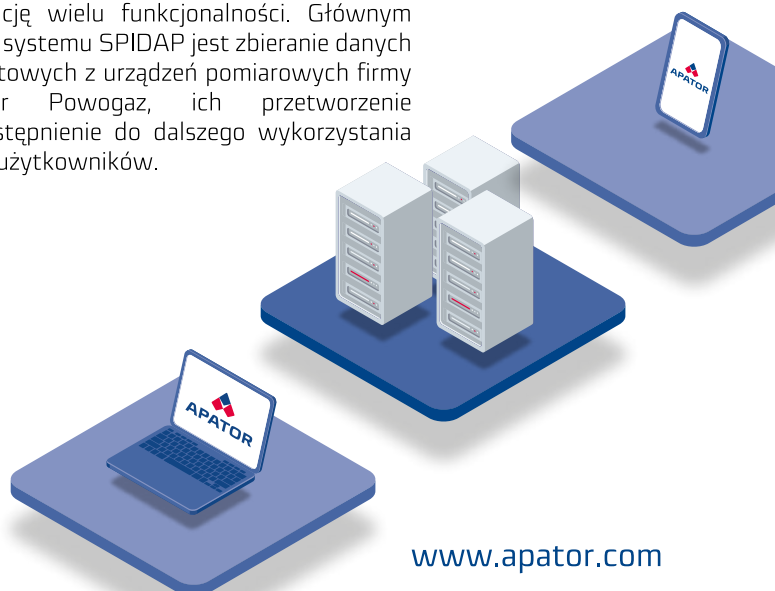 cję wielu funkcjonalności. Głównym
systemu SPIDAP jest zbieranie danych
towych z urządzeń pomiarowych firmy
r Powogaz, ich przetworzenie
stępnienie do dalszego wykorzystania
użytkowników.
APATOR
APATOR
www.apator.com